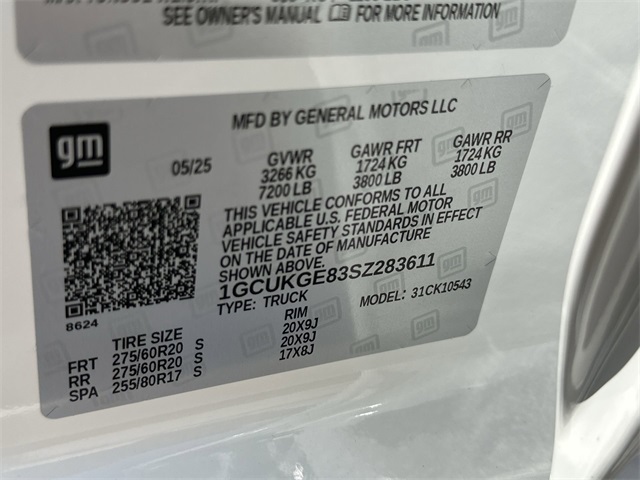 SEE OWNER'S MANUAL FOR MORE INFORMATION
gm
MFD BY GENERAL MOTORS LLC
05/25
GVWR
3266 KG
7200 LB
GAWR FRT
1724 KG
3800 LB
GAWR RR
1724 KG
3800 LB
THIS VEHICLE CONFORMS TO ALL
APPLICABLE U.S. FEDERAL MOTOR
VEHICLE SAFETY STANDARDS IN EFFECT
ON THE DATE OF MANUFACTURE
SHOWN ABOVE.
1GCUKGE83SZ283611
TYPE: TRUCK
MODEL: 31CK10543
8624
TIRE SIZE RIM
FRT 275/60R20 S 20X9J
RR 275/60R20 S 20X9J
SPA 255/80R17 S 17X8J